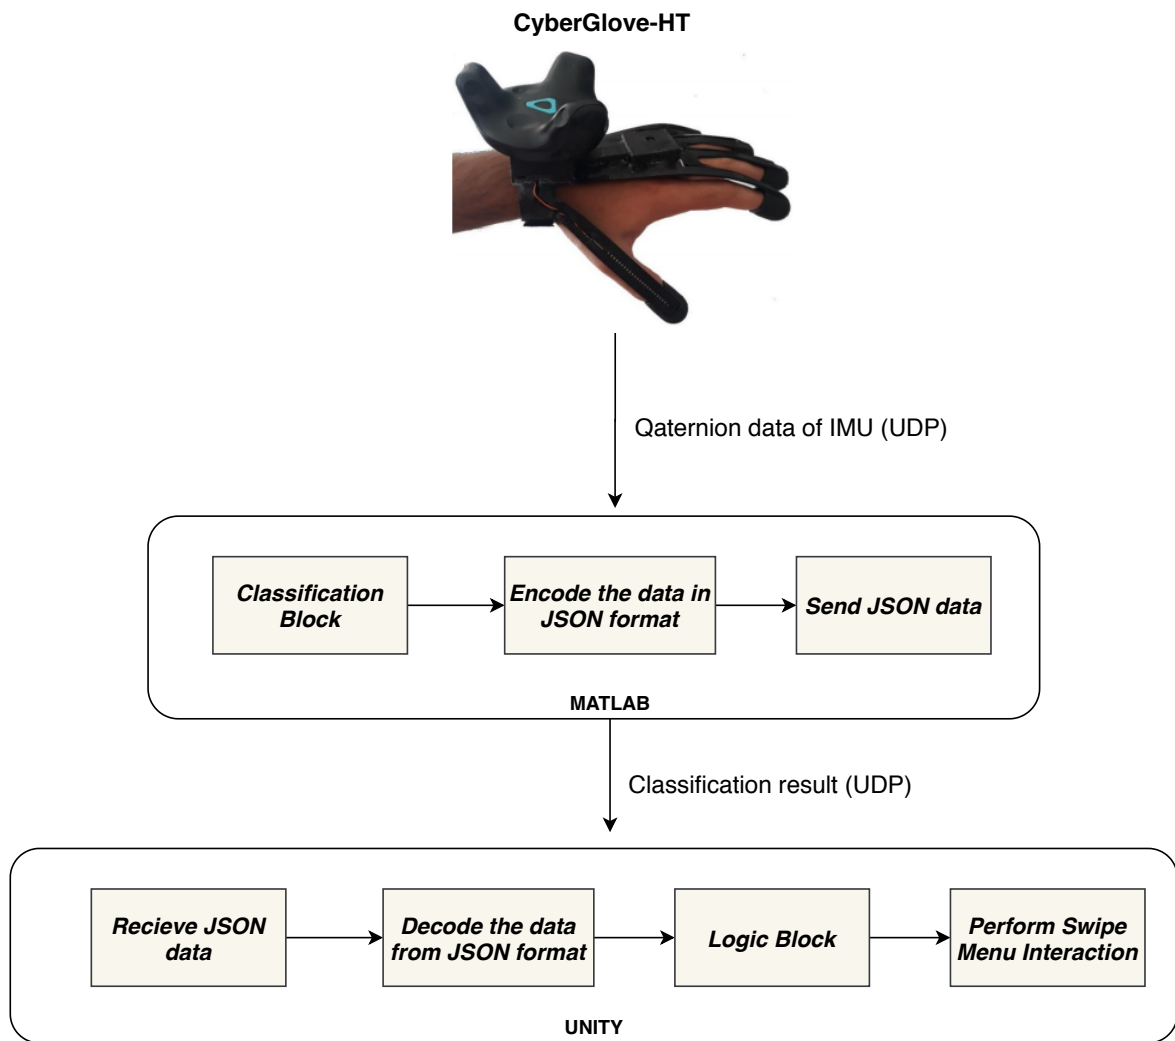 CyberGlove-HT
Qaternion data of IMU (UDP)
Classification
Block
Encode the data in
JSON format
Send JSON data
MATLAB
Classification result (UDP)
Recieve JSON
data
Decode the data
from JSON format
Logic Block
Perform Swipe
Menu Interaction
UNITY